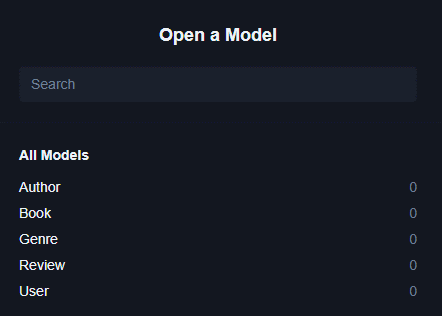 Open a Model
Search
All Models
Author 0
Book 0
Genre 0
Review 0
User 0